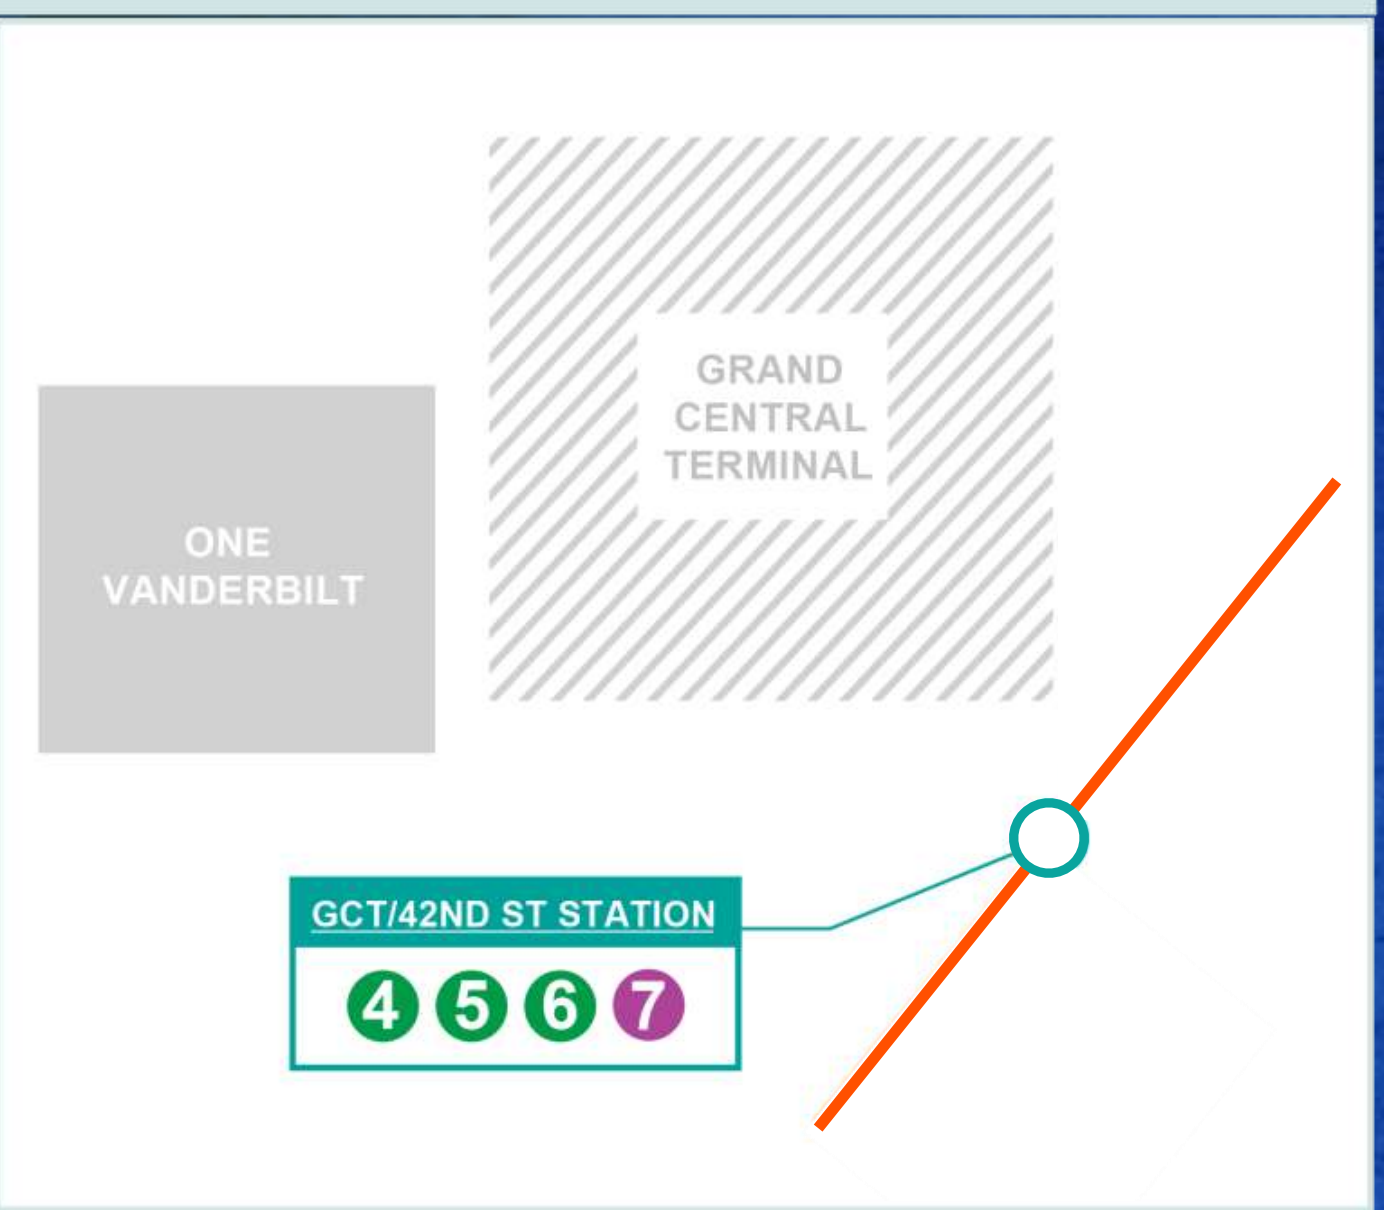 GRAND
CENTRAL
TERMINAL
ONE
VANDERBILT
GCT/42ND ST STATION
4 5 6 7